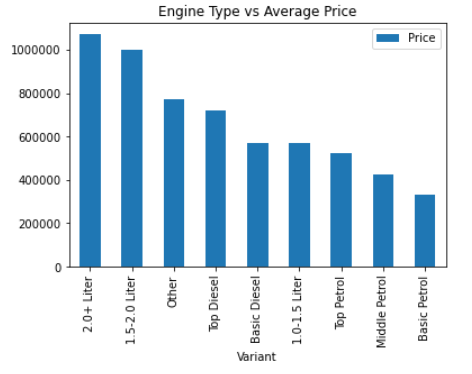 Engine Type vs Average Price
Price
1000000
800000
600000
400000
200000
0
2.0+ Liter
1.5-2.0 Liter
Other
Top Diesel
Basic Diesel
1.0-1.5 Liter
Top Petrol
Middle Petrol
Basic Petrol
Variant